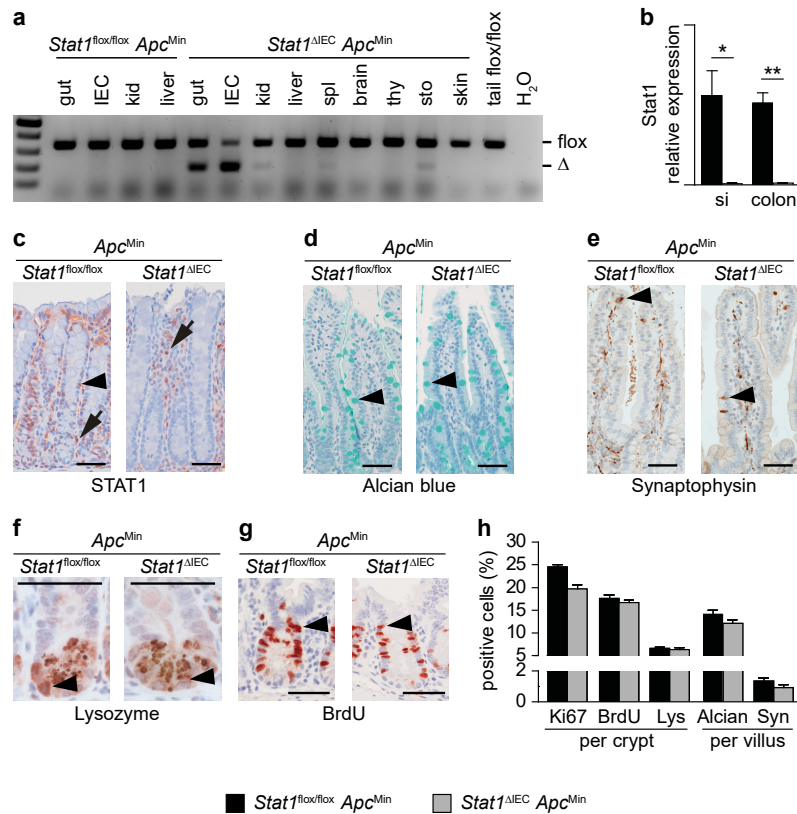 a
Stat1flox/flox ApcMin Stat1ΔIEC ApcMin
gut IEC kid liver gut IEC kid liver spl brain thy sto skin tail flox/flox H2O
flox
Δ
b
Stat1
relative expression
* **
si colon
c
ApcMin
Stat1flox/flox Stat1ΔIEC
STAT1
d
ApcMin
Stat1flox/flox Stat1ΔIEC
Alcian blue
e
ApcMin
Stat1flox/flox Stat1ΔIEC
Synaptophysin
f
ApcMin
Stat1flox/flox Stat1ΔIEC
Lysozyme
g
ApcMin
Stat1flox/flox Stat1ΔIEC
BrdU
h
positive cells (%)
30
25
20
15
10
5
2
0
Ki67 BrdU Lys Alcian Syn
per crypt per villus
Stat1flox/flox ApcMin Stat1ΔIEC ApcMin